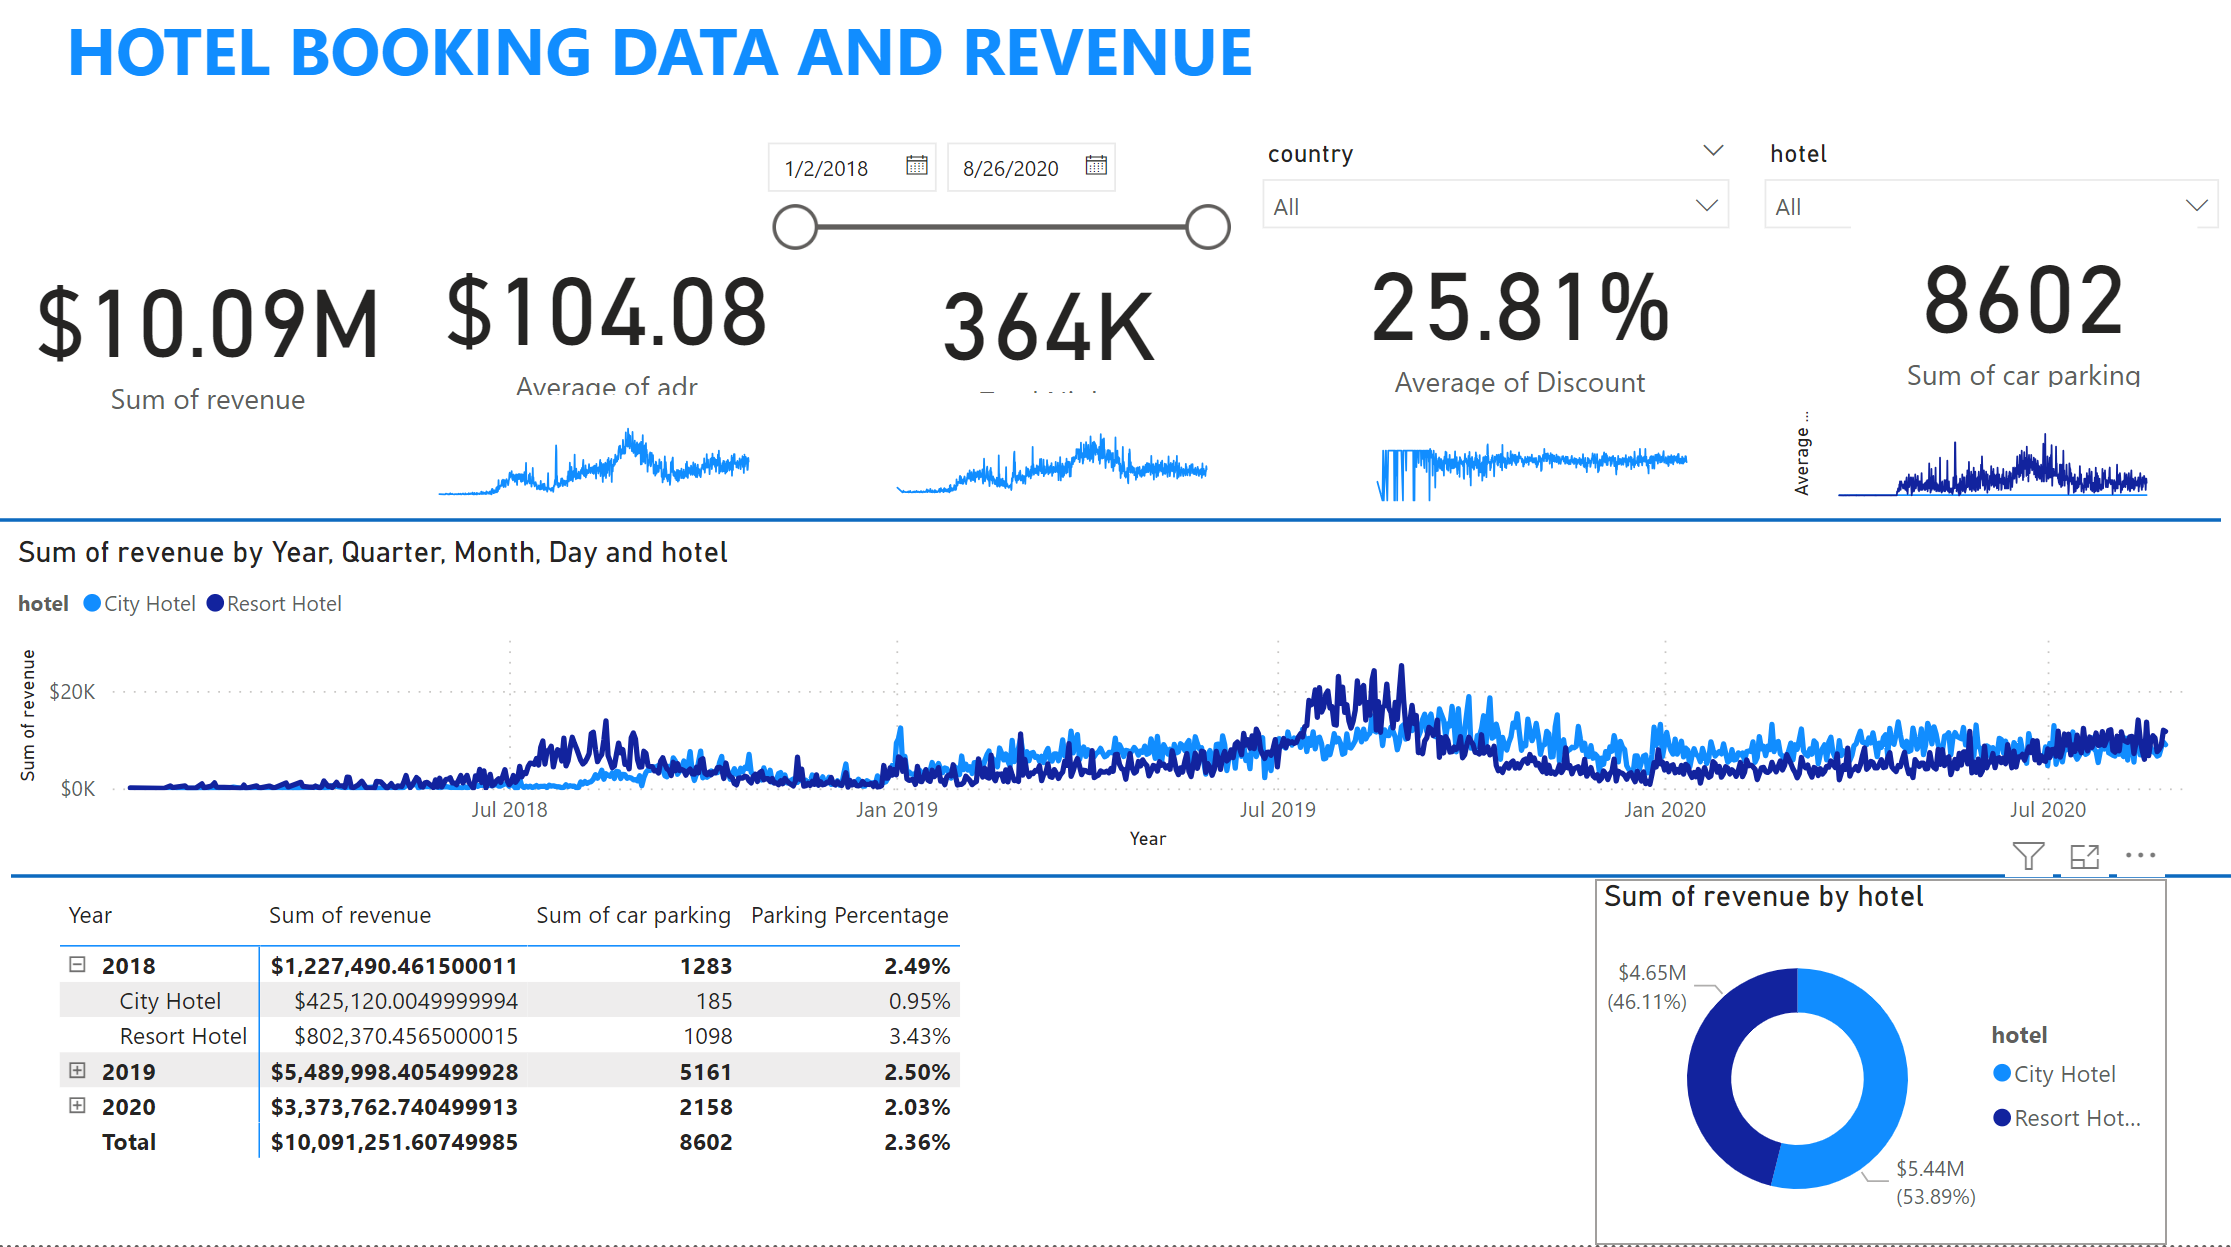 HOTEL BOOKING DATA AND REVENUE
1/2/2018
8/26/2020
country
All
hotel
All
$10.09M
Sum of revenue
$104.08
Average of adr
364K
25.81%
Average of Discount
8602
Sum of car parking
Average ...
Sum of revenue by Year, Quarter, Month, Day and hotel
hotel City Hotel Resort Hotel
Sum of revenue
$20K
$0K
Jul 2018 Jan 2019 Jul 2019 Jan 2020 Jul 2020
Year
Year Sum of revenue Sum of car parking Parking Percentage
2018 $1,227,490.461500011 1283 2.49%
City Hotel $425,120.0049999994 185 0.95%
Resort Hotel $802,370.4565000015 1098 3.43%
2019 $5,489,998.405499928 5161 2.50%
2020 $3,373,762.740499913 2158 2.03%
Total $10,091,251.60749985 8602 2.36%
Sum of revenue by hotel
$4.65M
(46.11%)
hotel
City Hotel
Resort Hot...
$5.44M
(53.89%)